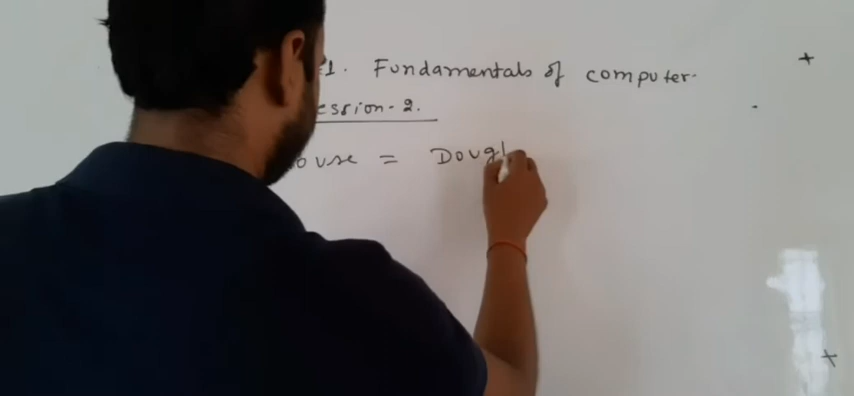 1. Fundamentals of computer.
ession-2.
ouse = Dougl